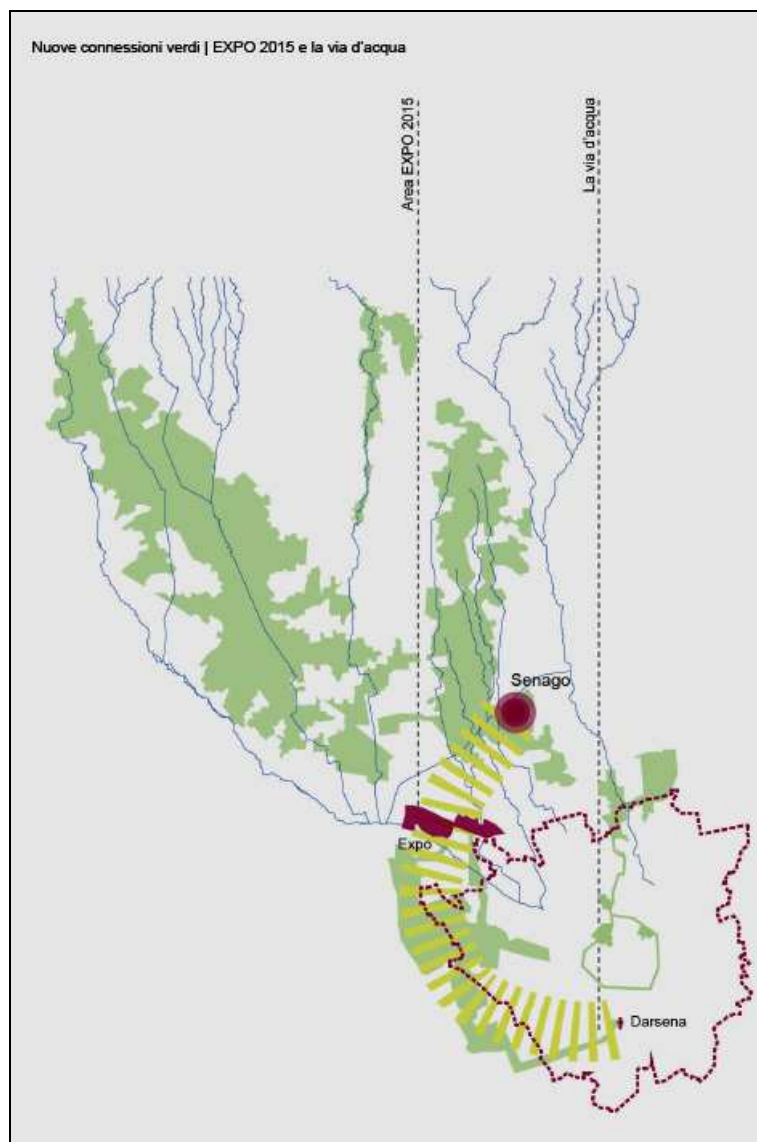 Nuove connessioni verdi | EXPO 2015 e la via d'acqua
Area EXPO 2015
La via d'acqua
Senago
Expo
Darsena